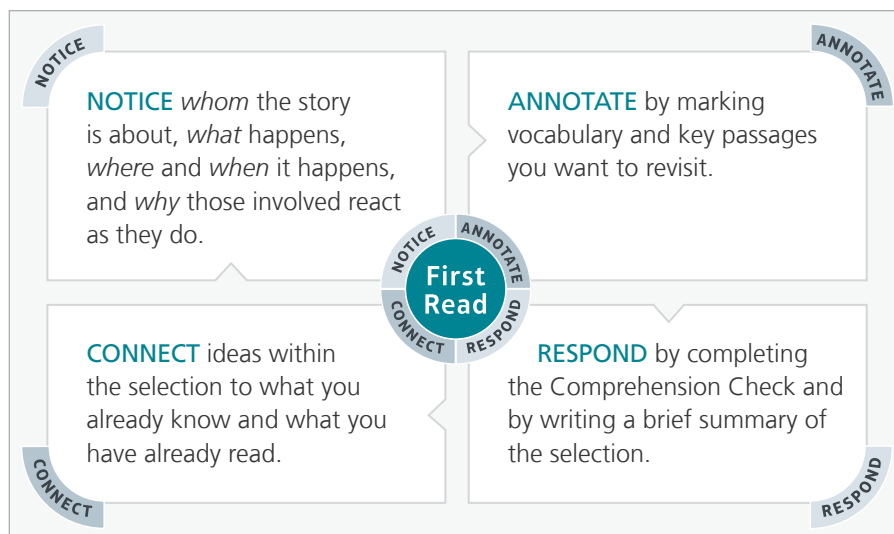 NOTICE
NOTICE whom the story
is about, what happens,
where and when it happens,
and why those involved react
as they do.
ANNOTATE
ANNOTATE by marking
vocabulary and key passages
you want to revisit.
NOTICE
ANNOTATE
First
Read
CONNECT
RESPOND
CONNECT ideas within
the selection to what you
already know and what you
have already read.
CONNECT
RESPOND by completing
the Comprehension Check and
by writing a brief summary of
the selection.
RESPOND